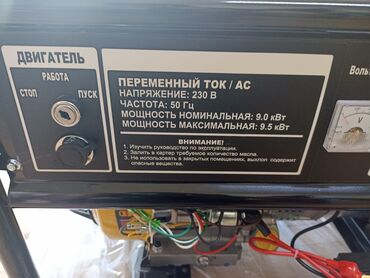 ДВИГАТЕЛЬ
РАБОТА
СТОП ПУСК
ПЕРЕМЕННЫЙ ТОК / AC
НАПРЯЖЕНИЕ: 230 В
ЧАСТОТА: 50 Гц
МОЩНОСТЬ НОМИНАЛЬНАЯ: 9.0 кВт
МОЩНОСТЬ МАКСИМАЛЬНАЯ: 9.5 кВт
ВНИМАНИЕ!
1. Изучить руководство по эксплуатации.
2. Залить в картер требуемое количество масла.
3. Не использовать в закрытых помещениях, выхлоп содержит
опасные вещества.
V